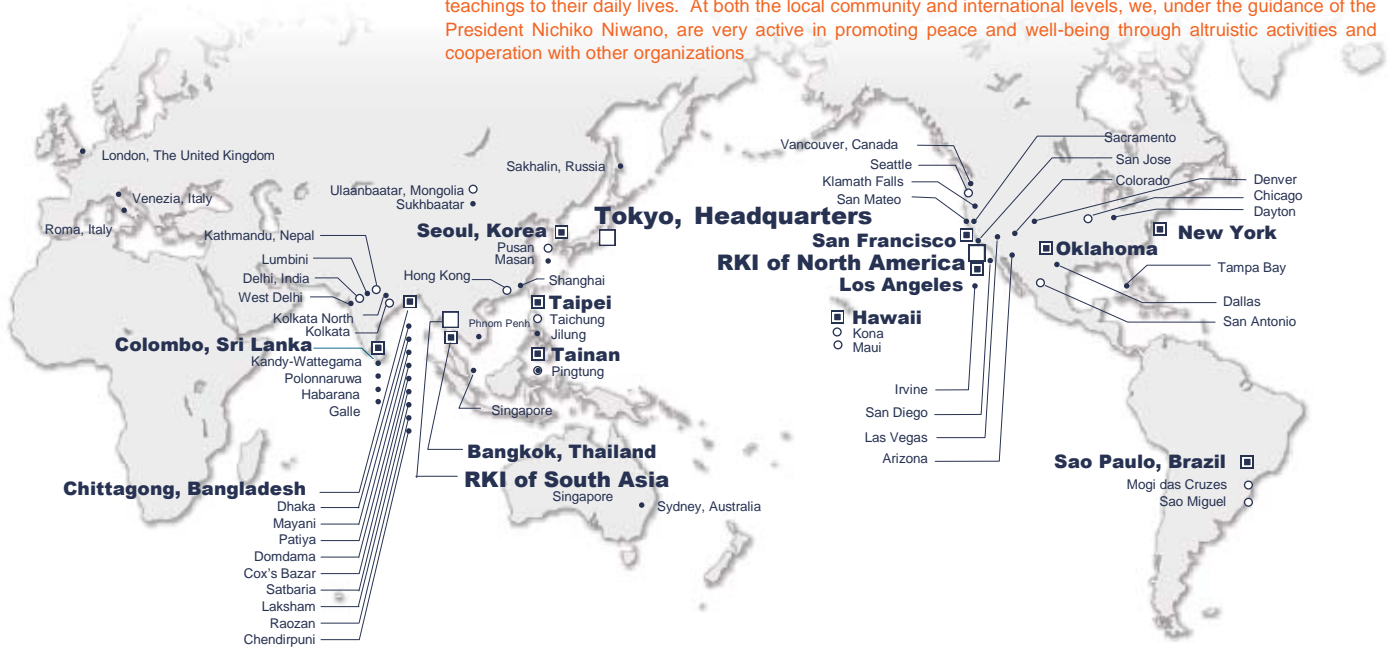 teachings to their daily lives. At both the local community and international levels, we, under the guidance of the
President Nichiko Niwano, are very active in promoting peace and well-being through altruistic activities and
cooperation with other organizations
London, The United Kingdom
Venezia, Italy
Roma, Italy
Sakhalin, Russia
Ulaanbaatar, Mongolia
Sukhbaatar
Tokyo, Headquarters
Seoul, Korea
Pusan
Masan
Kathmandu, Nepal
Lumbini
Delhi, India
West Delhi
Kolkata North
Kolkata
Hong Kong
Shanghai
Taipei
Taichung
Jilung
Tainan
Pingtung
Phnom Penh
Colombo, Sri Lanka
Kandy-Wattegama
Polonnaruwa
Habarana
Galle
Singapore
Bangkok, Thailand
RKI of South Asia
Singapore
Sydney, Australia
Chittagong, Bangladesh
Dhaka
Mayani
Patiya
Domdama
Cox's Bazar
Satbaria
Laksham
Raozan
Chendirpuni
Vancouver, Canada
Seattle
Klamath Falls
San Mateo
San Francisco
RKI of North America
Los Angeles
Hawaii
Kona
Maui
Irvine
San Diego
Las Vegas
Arizona
Sacramento
San Jose
Colorado
Denver
Chicago
Dayton
New York
Oklahoma
Tampa Bay
Dallas
San Antonio
Sao Paulo, Brazil
Mogi das Cruzes
Sao Miguel